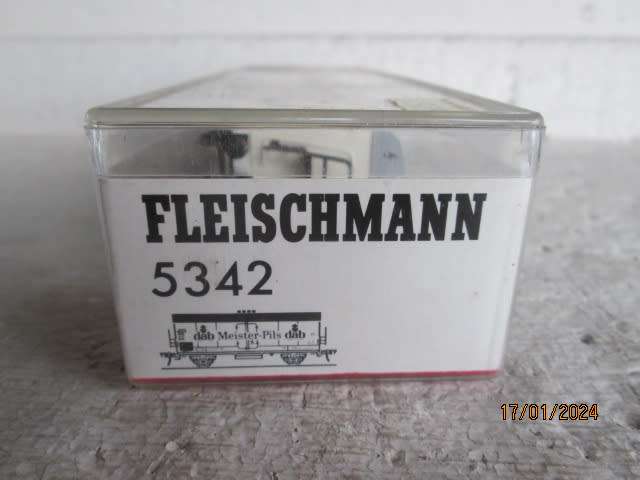 FLEISCHMANN
5342
dab Meister-Pils dab
17/01/2024